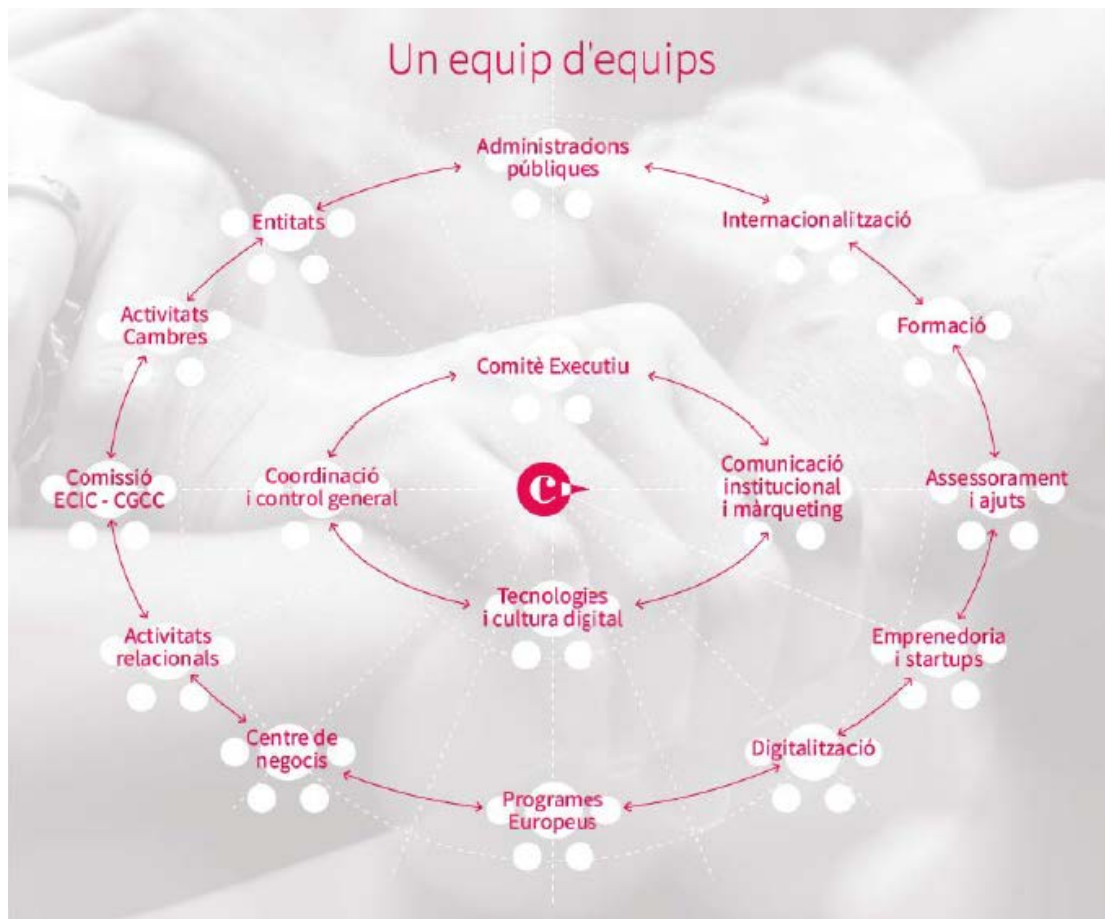 Un equip d'equips
Administracions
públiques
Entitats
Internacionalització
Activitats
Cambres
Formació
Comitè Executiu
Comissió
ECIC - CGCC
Coordinació
i control general
Comunicació
institucional
i màrqueting
Assessorament
i ajuts
Tecnologies
i cultura digital
Activitats
relacionals
Emprenedoria
i startups
Centre de
negocis
Digitalització
Programes
Europeus